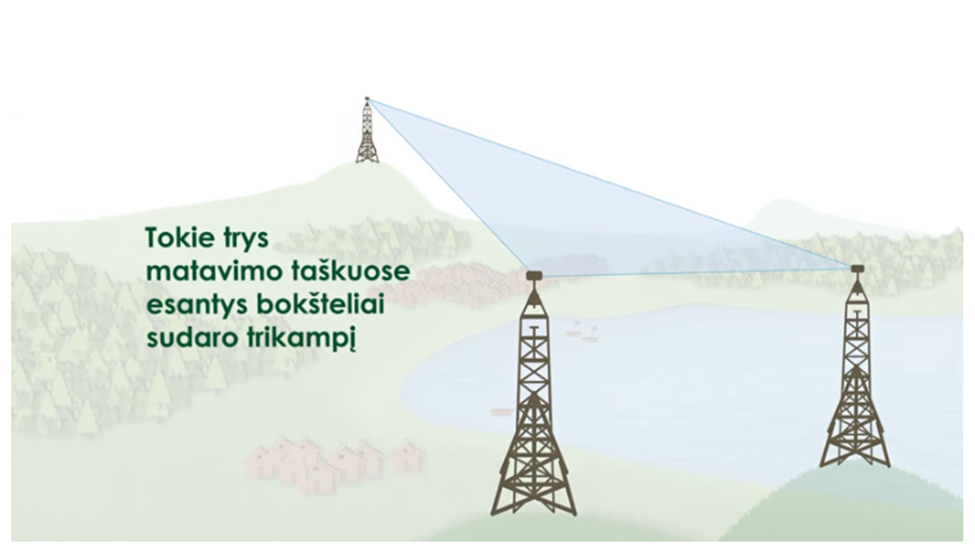 Tokie trys
matavimo taškuose
esantys bokšteliai
sudaro trikampį